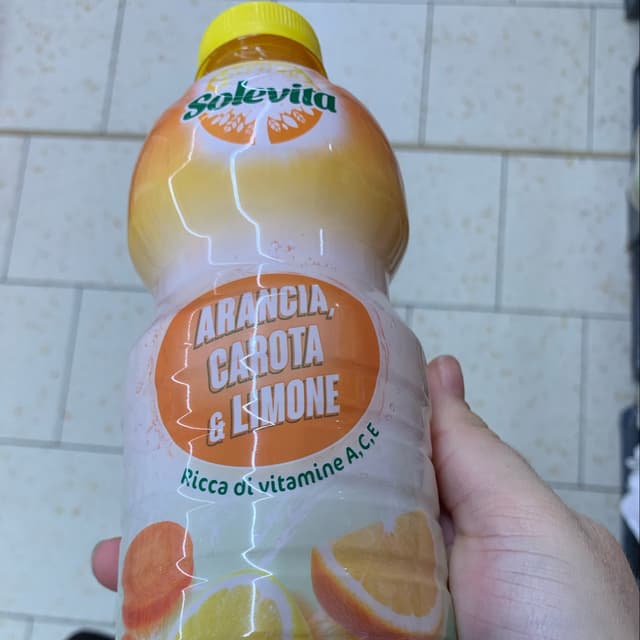 Solevita
ARANCIA,
CAROTA
& LIMONE
Ricca di vitamine A,C,E